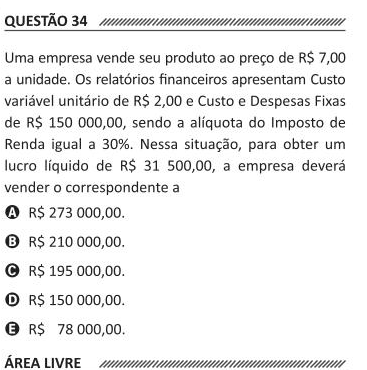 QUESTÃO 34
Uma empresa vende seu produto ao preço de R$ 7,00
a unidade. Os relatórios financeiros apresentam Custo
variável unitário de R$ 2,00 e Custo e Despesas Fixas
de R$ 150 000,00, sendo a alíquota do Imposto de
Renda igual a 30%. Nessa situação, para obter um
lucro líquido de R$ 31 500,00, a empresa deverá
vender o correspondente a
A R$ 273 000,00.
B R$ 210 000,00.
C R$ 195 000,00.
D R$ 150 000,00.
E R$ 78 000,00.
ÁREA LIVRE